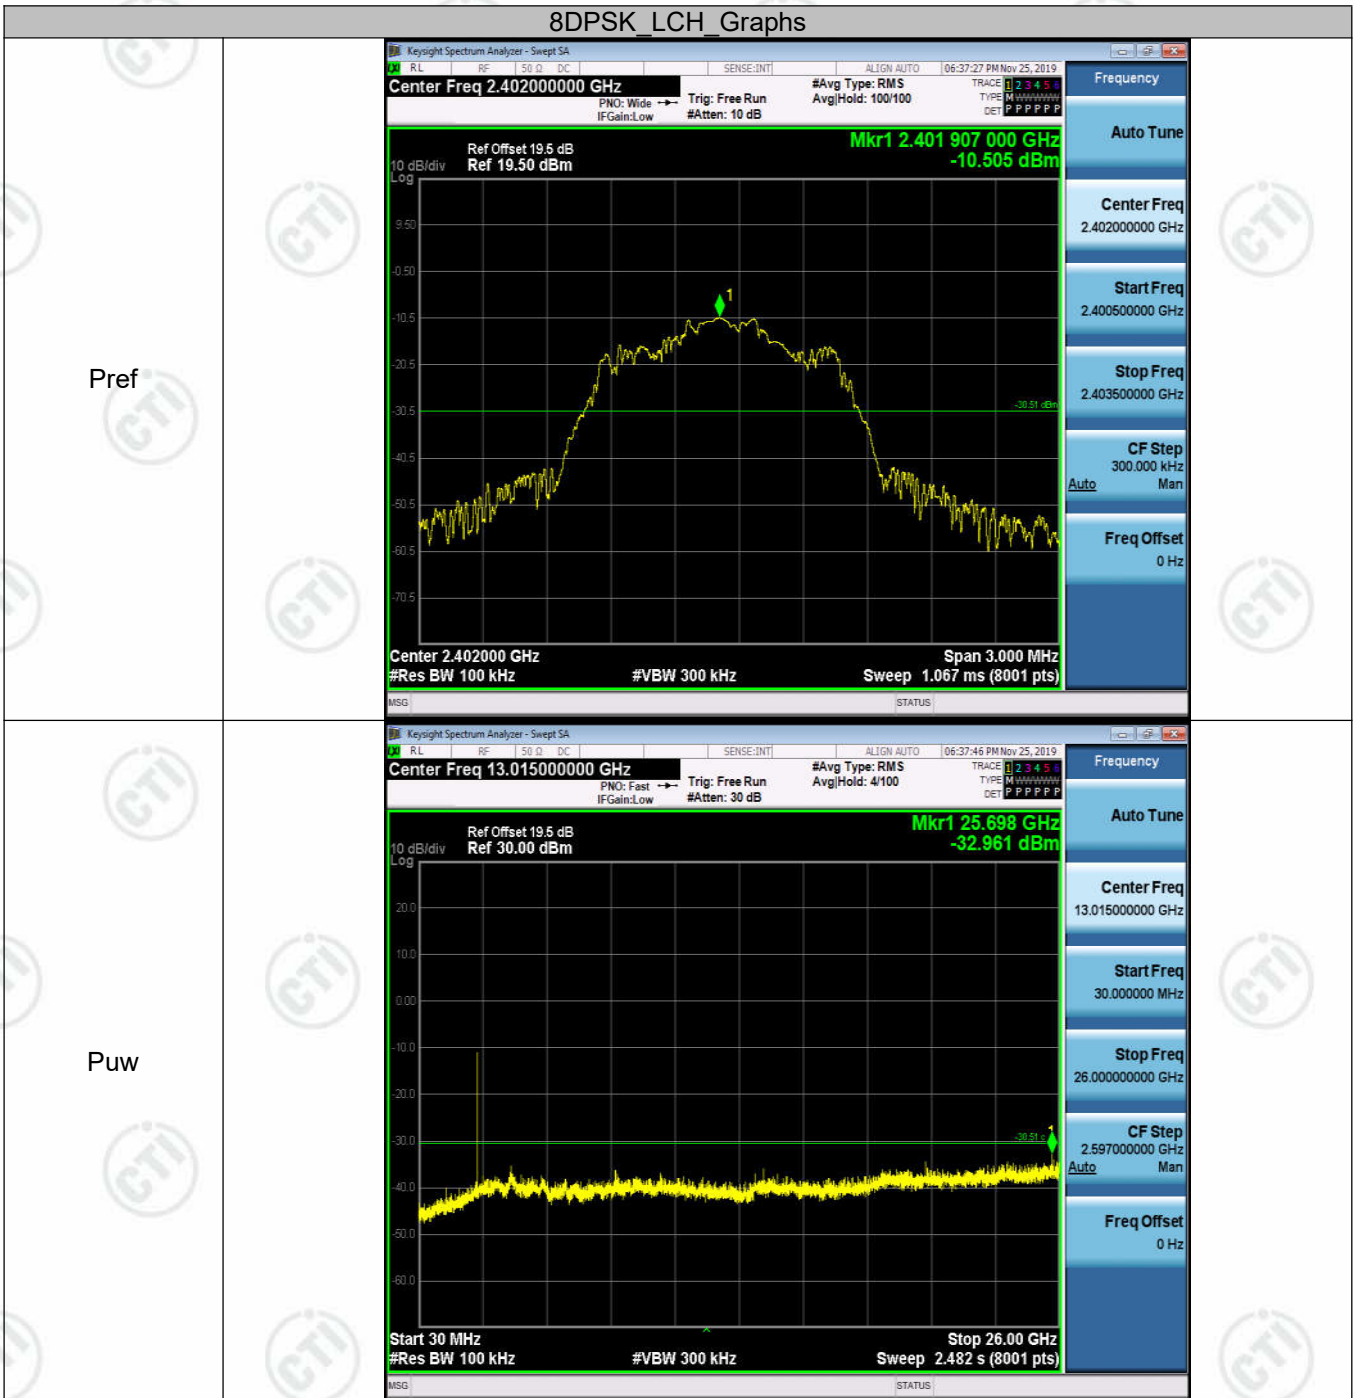 8DPSK_LCH_Graphs
Pref
Keysight Spectrum Analyzer - Swept SA
RL RF 50 Ω DC SENSE:INT ALIGN AUTO 06:37:27 PM Nov 25, 2019
Center Freq 2.402000000 GHz
PNO: Wide
IFGain:Low
Trig: Free Run
#Atten: 10 dB
#Avg Type: RMS
Avg|Hold: 100/100
TRACE 1 2 3 4 5 6
TYPE M WWWWW
DET P P P P P P
Frequency
Auto Tune
Center Freq
2.402000000 GHz
Start Freq
2.400500000 GHz
Stop Freq
2.403500000 GHz
CF Step
300.000 kHz
Auto Man
Freq Offset
0 Hz
Mkr1 2.401 907 000 GHz
-10.505 dBm
Ref Offset 19.5 dB
10 dB/div Ref 19.50 dBm
Log
9.50
-0.50
1
-10.5
-20.5
-30.5
-30.51 dBm
-40.5
-50.5
-60.5
-70.5
Center 2.402000 GHz Span 3.000 MHz
#Res BW 100 kHz #VBW 300 kHz Sweep 1.067 ms (8001 pts)
MSG STATUS
Puw
Keysight Spectrum Analyzer - Swept SA
RL RF 50 Ω DC SENSE:INT ALIGN AUTO 06:37:46 PM Nov 25, 2019
Center Freq 13.015000000 GHz
PNO: Fast
IFGain:Low
Trig: Free Run
#Atten: 30 dB
#Avg Type: RMS
Avg|Hold: 4/100
TRACE 1 2 3 4 5 6
TYPE M WWWWW
DET P P P P P P
Frequency
Auto Tune
Center Freq
13.015000000 GHz
Start Freq
30.000000 MHz
Stop Freq
26.000000000 GHz
CF Step
2.597000000 GHz
Auto Man
Freq Offset
0 Hz
Mkr1 25.698 GHz
-32.961 dBm
Ref Offset 19.5 dB
10 dB/div Ref 30.00 dBm
Log
20.0
10.0
0.00
-10.0
-20.0
-30.0
-30.51
1
-40.0
-50.0
-60.0
Start 30 MHz Stop 26.00 GHz
#Res BW 100 kHz #VBW 300 kHz Sweep 2.482 s (8001 pts)
MSG STATUS
CTI